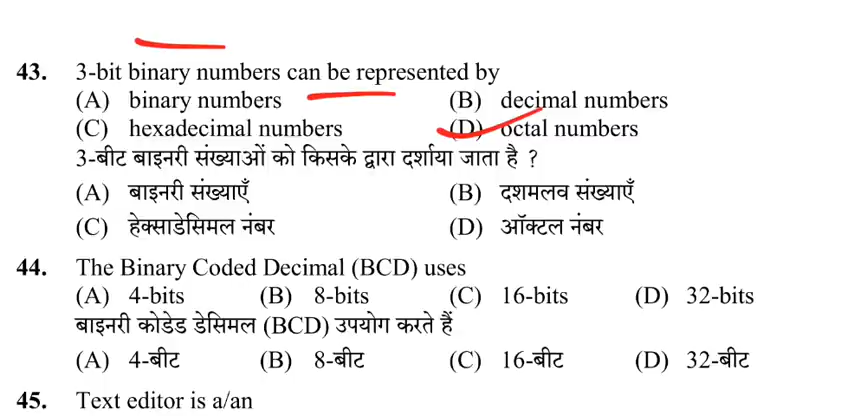 43. 3-bit binary numbers can be represented by
(A) binary numbers (B) decimal numbers
(C) hexadecimal numbers (D) octal numbers
3-बीट बाइनरी संख्याओं को किसके द्वारा दर्शाया जाता है ?
(A) बाइनरी संख्याएँ (B) दशमलव संख्याएँ
(C) हेक्साडेसिमल नंबर (D) ऑक्टल नंबर
44. The Binary Coded Decimal (BCD) uses
(A) 4-bits (B) 8-bits (C) 16-bits (D) 32-bits
बाइनरी कोडेड डेसिमल (BCD) उपयोग करते हैं
(A) 4-बीट (B) 8-बीट (C) 16-बीट (D) 32-बीट
45. Text editor is a/an